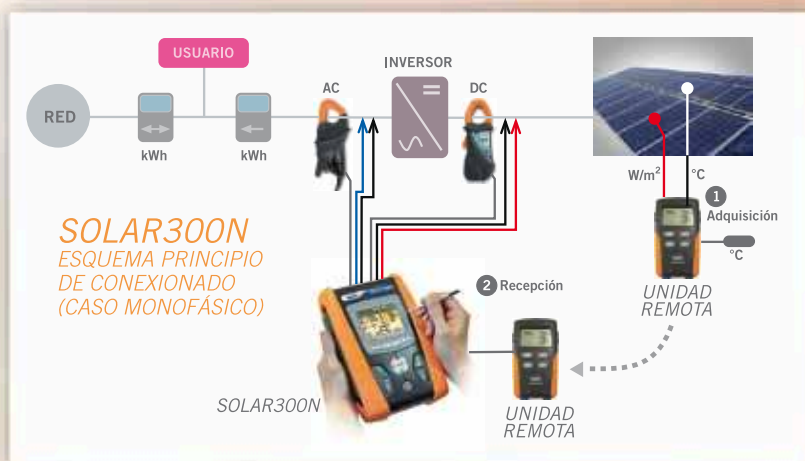 USUARIO
RED
kWh
kWh
AC
INVERSOR
DC
W/m²
°C
1
Adquisición
°C
SOLAR300N
ESQUEMA PRINCIPIO
DE CONEXIONADO
(CASO MONOFÁSICO)
2 Recepción
UNIDAD
REMOTA
SOLAR300N
UNIDAD
REMOTA